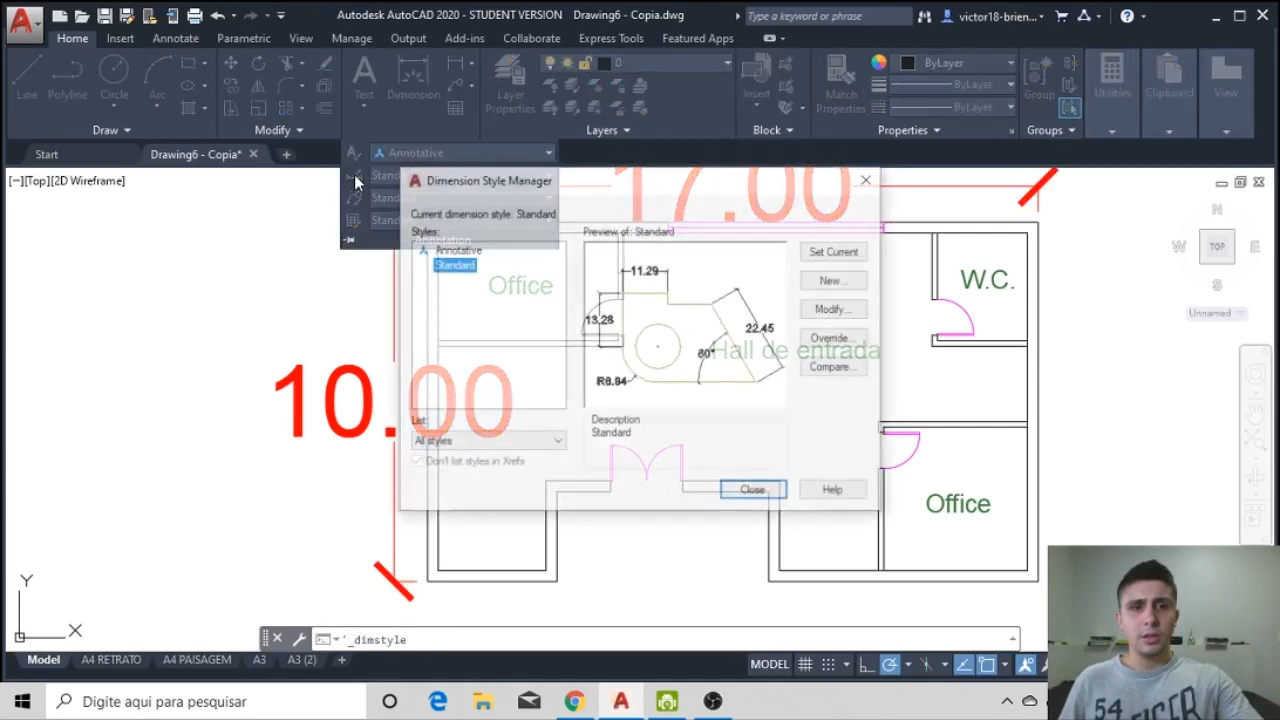 Autodesk AutoCAD 2020 - STUDENT VERSION Drawing6 - Copia.dwg
Type a keyword or phrase
victor18-brien...
Home Insert Annotate Parametric View Manage Output Add-ins Collaborate Express Tools Featured Apps
0
ByLayer
Line Polyline Circle Arc
Text Dimension
Layer Properties
Insert
Match Properties
ByLayer
ByLayer
Group
Utilities Clipboard View
Draw Modify Layers Block Properties Groups
Start Drawing6 - Copia*
Annotative
[−][Top][2D Wireframe]
17.00
Dimension Style Manager
Current dimension style: Standard
Styles:
Annotative
Standard
Preview of: Standard
11.29
13.28
22.45
60°
R8.94
Set Current
New...
Modify...
Override...
Compare...
List:
All styles
Don't list styles in Xrefs
Description
Standard
Close Help
Office
Hall de entrada
W.C.
10.00
Office
N
W TOP E
S
Unnamed
Y
X
'_dimstyle
Model A4 RETRATO A4 PAISAGEM A3 A3 (2)
MODEL
Digite aqui para pesquisar
54